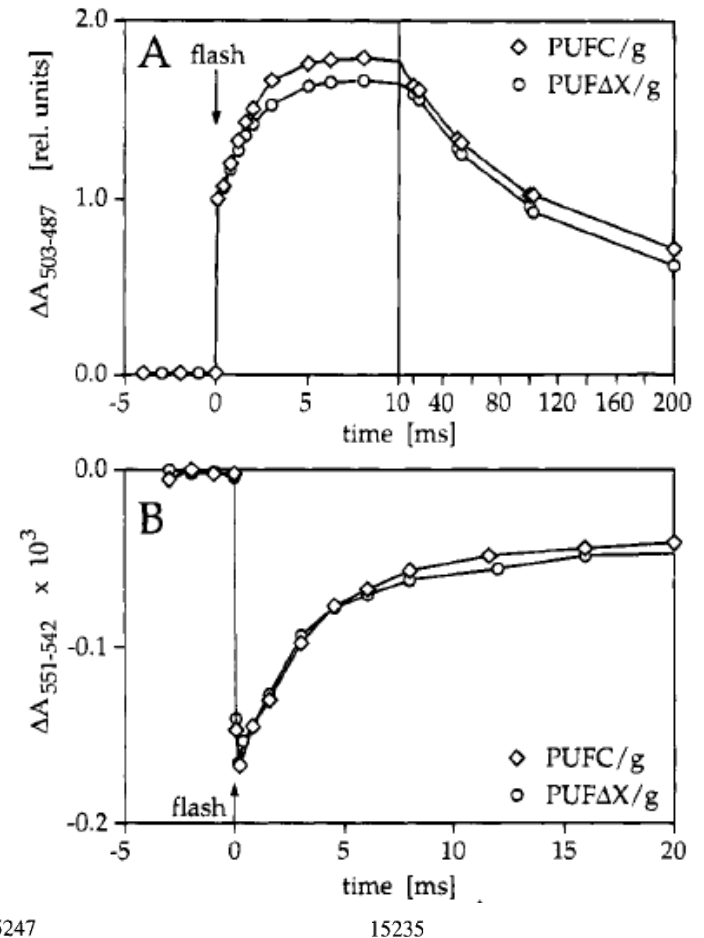 2.0
A flash
PUFC/g
PUFΔX/g
ΔA503-487 [rel. units]
1.0
0.0
-5 0 5 10 40 80 120 160 200
time [ms]
0.0
B
ΔA551-542 x 10³
-0.1
PUFC/g
flash PUFΔX/g
-0.2
-5 0 5 10 15 20
time [ms]
5247 15235